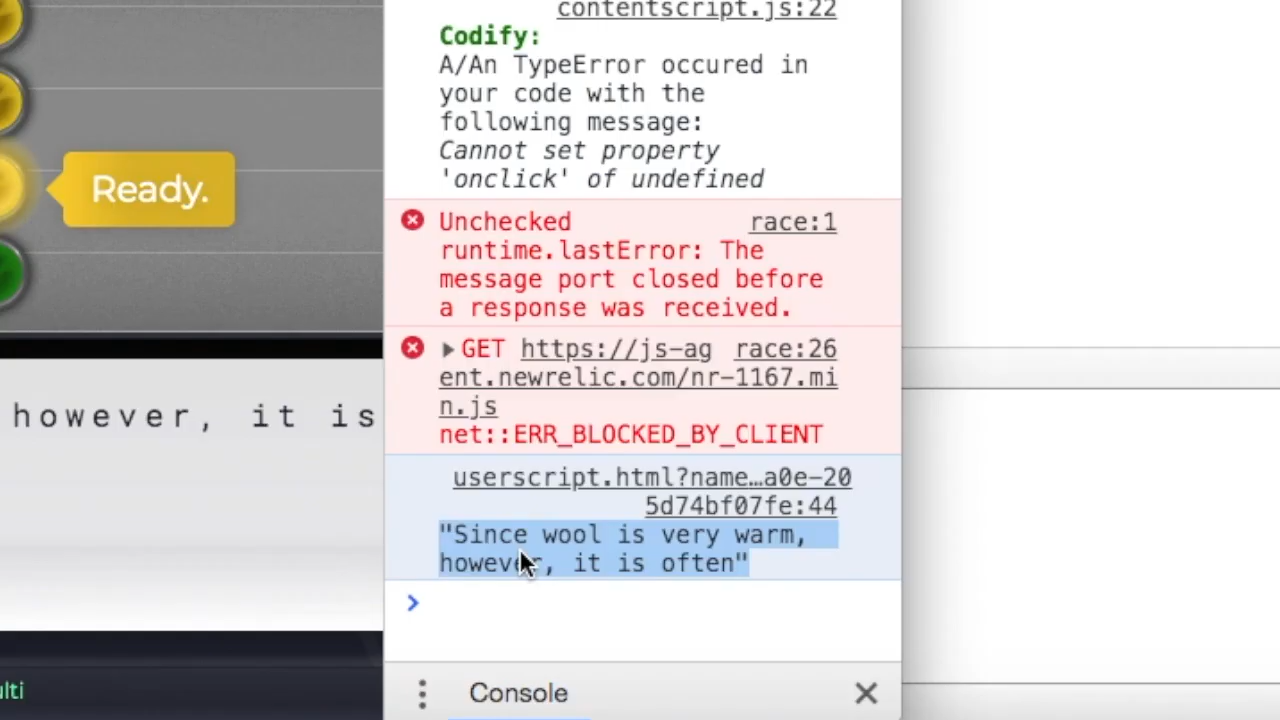 contentscript.js:22
Codify:
A/An TypeError occured in
your code with the
following message:
Cannot set property
'onclick' of undefined
Ready.
Unchecked race:1
runtime.lastError: The
message port closed before
a response was received.
GET https://js-ag race:26
ent.newrelic.com/nr-1167.mi
n.js
net::ERR_BLOCKED_BY_CLIENT
however, it is
userscript.html?name…a0e-20
5d74bf07fe:44
"Since wool is very warm,
however, it is often"
ulti
Console